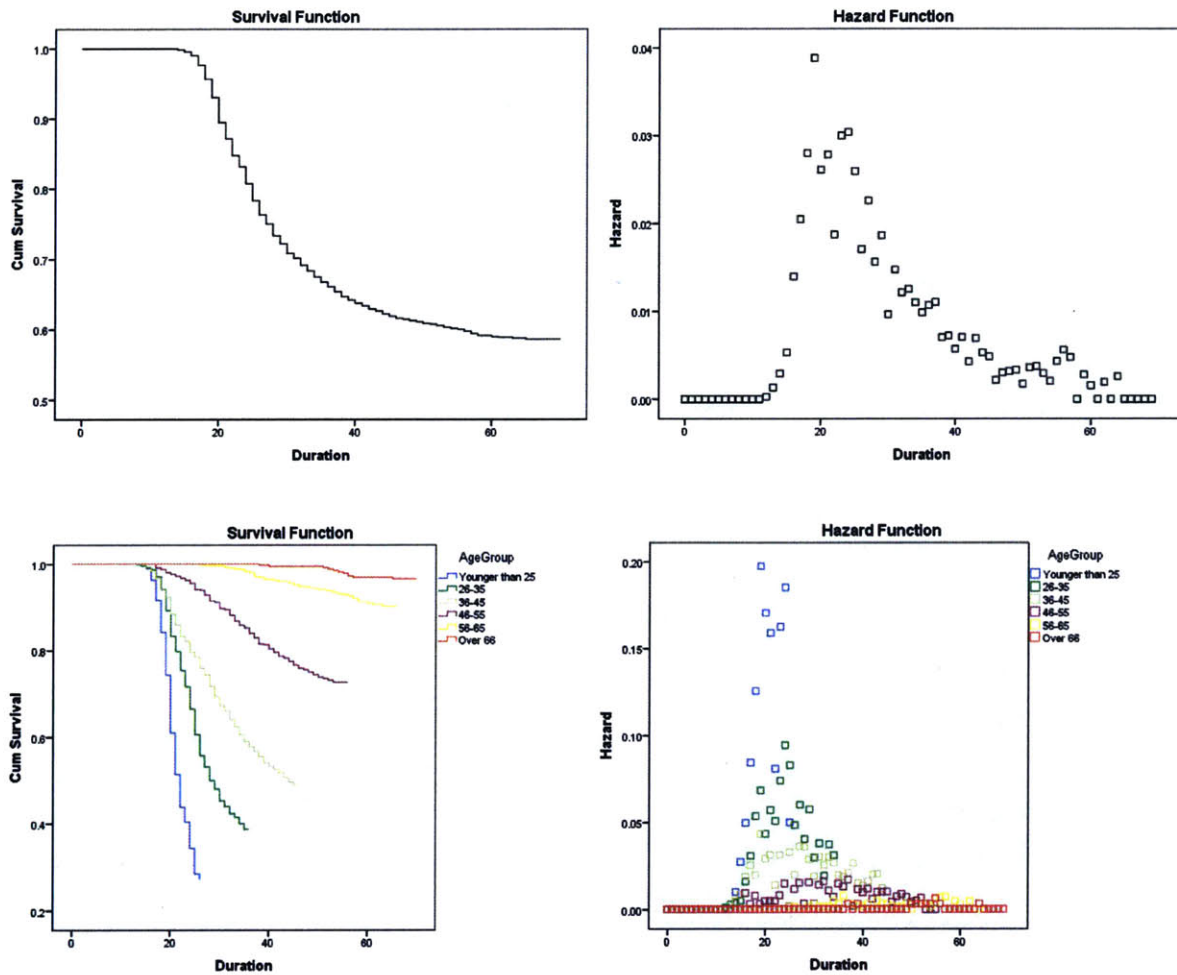 Survival Function
1.0
0.9
0.8
0.7
0.6
0.5
Cum Survival
0
20
40
60
Duration
Hazard Function
0.04
0.03
0.02
0.01
0.00
Hazard
0
20
40
60
Duration
Survival Function
1.0
0.8
0.6
0.4
0.2
Cum Survival
0
20
40
60
Duration
AgeGroup
Younger than 25
26-35
36-45
46-55
56-65
Over 66
Hazard Function
0.20
0.15
0.10
0.05
0.00
Hazard
0
20
40
60
Duration
AgeGroup
Younger than 25
26-35
36-45
46-55
56-65
Over 66